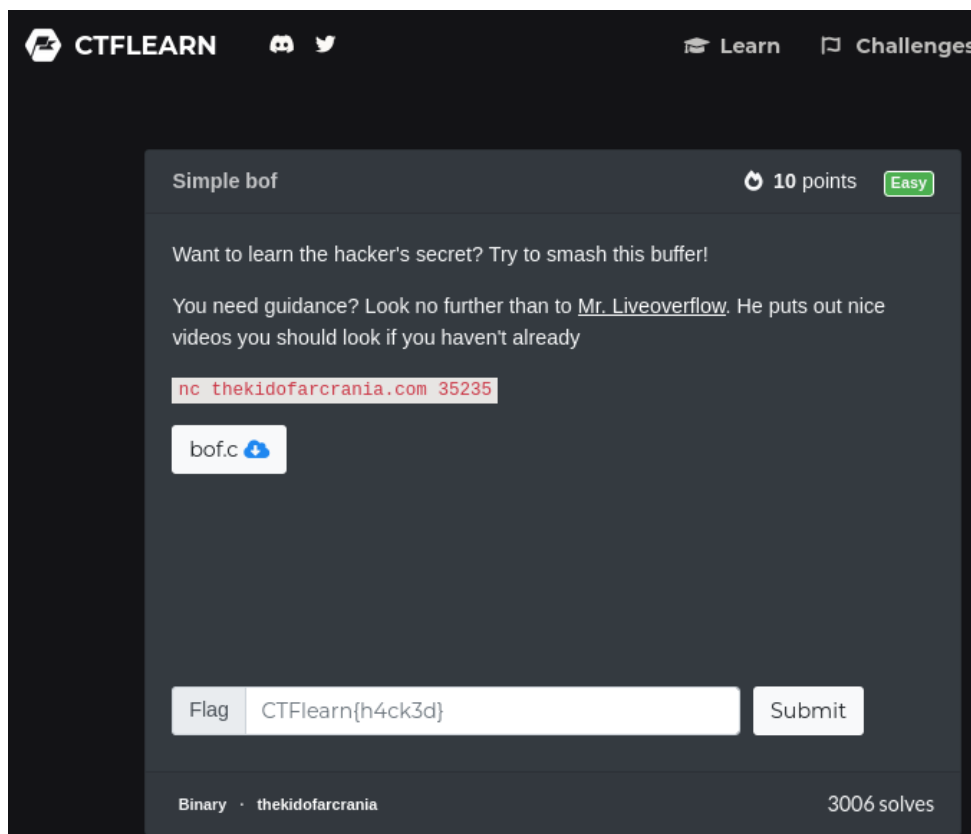 CTFLEARN Learn Challenges
Simple bof 10 points Easy
Want to learn the hacker's secret? Try to smash this buffer!
You need guidance? Look no further than to Mr. Liveoverflow. He puts out nice
videos you should look if you haven't already
nc thekidofarcrania.com 35235
bof.c
Flag CTFlearn{h4ck3d} Submit
Binary · thekidofarcrania 3006 solves